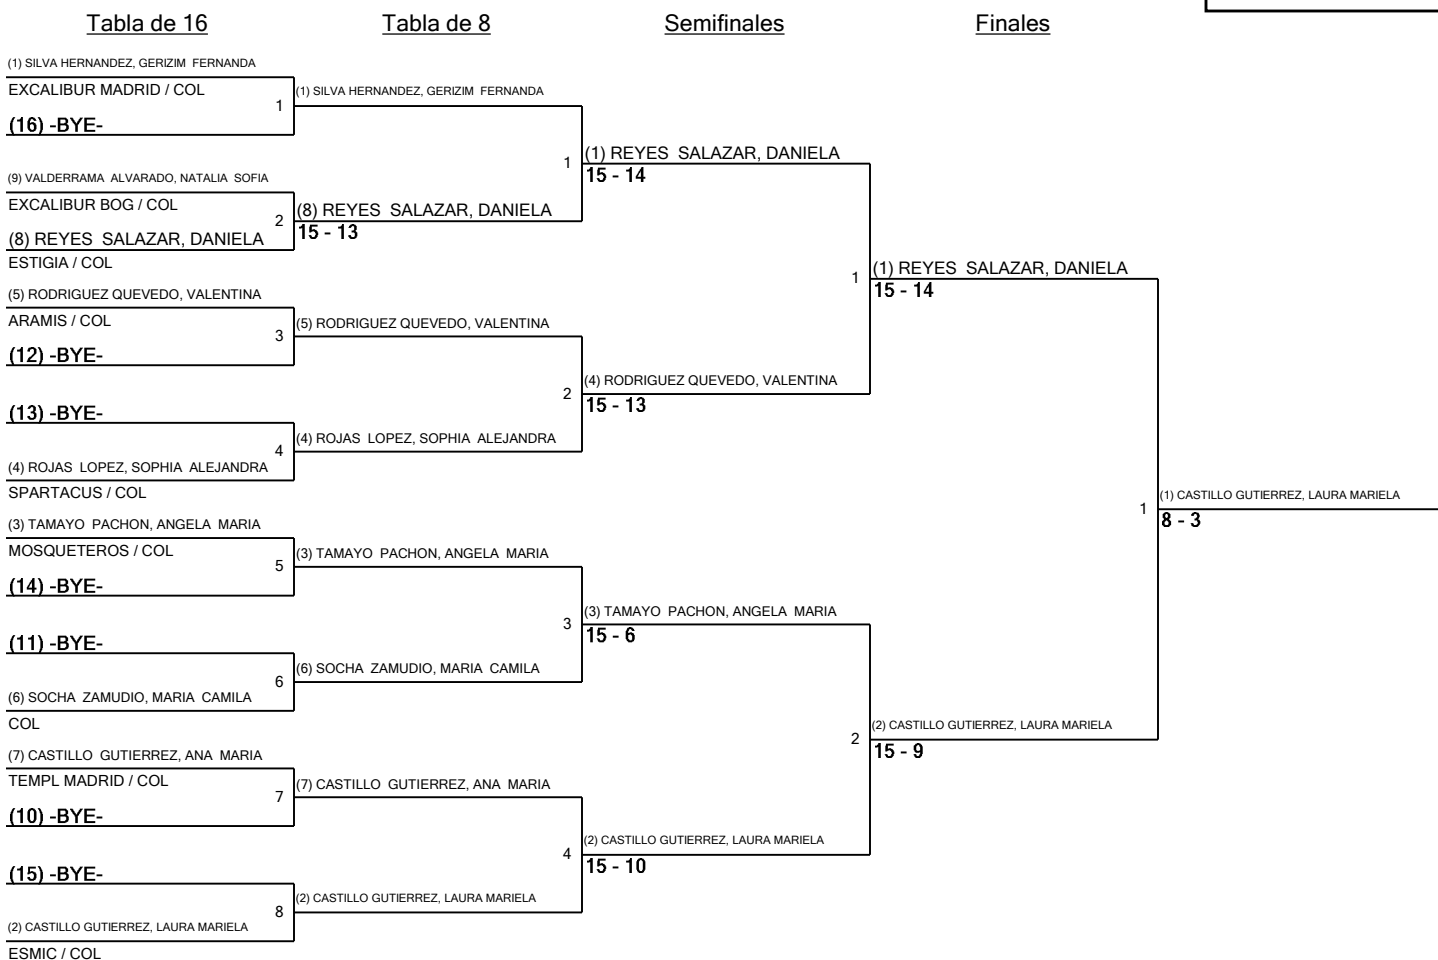 Tabla de 16
Tabla de 8
Semifinales
Finales
(1) SILVA HERNANDEZ, GERIZIM FERNANDA
EXCALIBUR MADRID / COL
1
(16) -BYE-
(9) VALDERRAMA ALVARADO, NATALIA SOFIA
EXCALIBUR BOG / COL
2
(8) REYES SALAZAR, DANIELA
ESTIGIA / COL
(5) RODRIGUEZ QUEVEDO, VALENTINA
ARAMIS / COL
3
(12) -BYE-
(13) -BYE-
4
(4) ROJAS LOPEZ, SOPHIA ALEJANDRA
SPARTACUS / COL
(3) TAMAYO PACHON, ANGELA MARIA
MOSQUETEROS / COL
5
(14) -BYE-
(11) -BYE-
6
(6) SOCHA ZAMUDIO, MARIA CAMILA
COL
(7) CASTILLO GUTIERREZ, ANA MARIA
TEMPL MADRID / COL
7
(10) -BYE-
(15) -BYE-
8
(2) CASTILLO GUTIERREZ, LAURA MARIELA
ESMIC / COL
(1) SILVA HERNANDEZ, GERIZIM FERNANDA
1
(8) REYES SALAZAR, DANIELA
15 - 13
(5) RODRIGUEZ QUEVEDO, VALENTINA
2
(4) ROJAS LOPEZ, SOPHIA ALEJANDRA
(3) TAMAYO PACHON, ANGELA MARIA
3
(6) SOCHA ZAMUDIO, MARIA CAMILA
(7) CASTILLO GUTIERREZ, ANA MARIA
4
(2) CASTILLO GUTIERREZ, LAURA MARIELA
(1) REYES SALAZAR, DANIELA
15 - 14
1
(4) RODRIGUEZ QUEVEDO, VALENTINA
15 - 13
(3) TAMAYO PACHON, ANGELA MARIA
15 - 6
2
(2) CASTILLO GUTIERREZ, LAURA MARIELA
15 - 10
(1) REYES SALAZAR, DANIELA
15 - 14
1
(2) CASTILLO GUTIERREZ, LAURA MARIELA
15 - 9
(1) CASTILLO GUTIERREZ, LAURA MARIELA
8 - 3